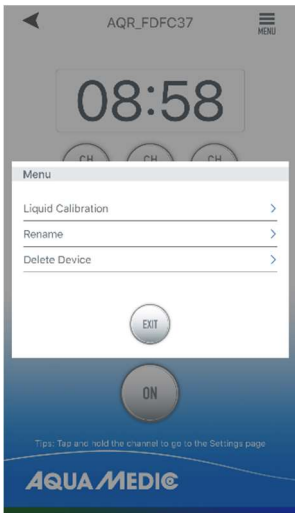 AQR_FDFC37
MENU
08:58
CH CH CH
Menu
Liquid Calibration
Rename
Delete Device
EXIT
ON
Tips: Tap and hold the channel to go to the Settings page
AQUA MEDIC